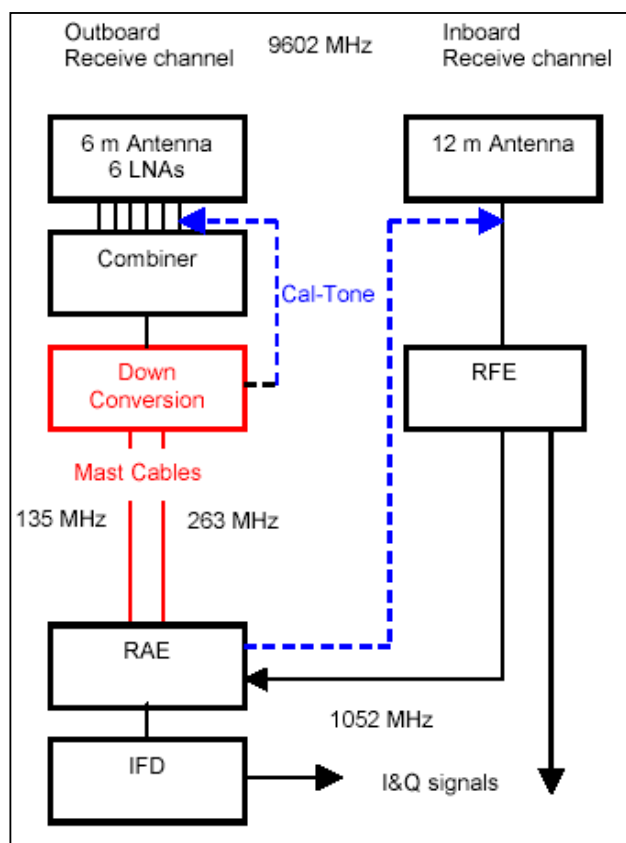 Outboard
Receive channel
9602 MHz
Inboard
Receive channel
6 m Antenna
6 LNAs
12 m Antenna
Combiner
Cal-Tone
Down
Conversion
RFE
Mast Cables
135 MHz
263 MHz
RAE
1052 MHz
IFD
I&Q signals